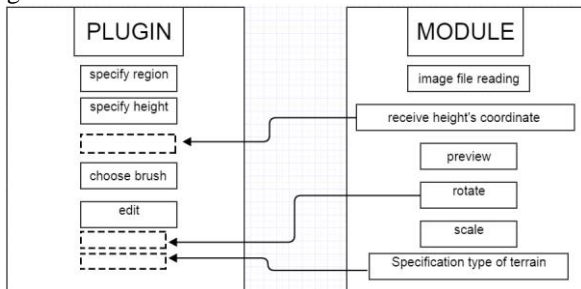 PLUGIN
specify region
specify height
choose brush
edit
MODULE
image file reading
receive height's coordinate
preview
rotate
scale
Specification type of terrain